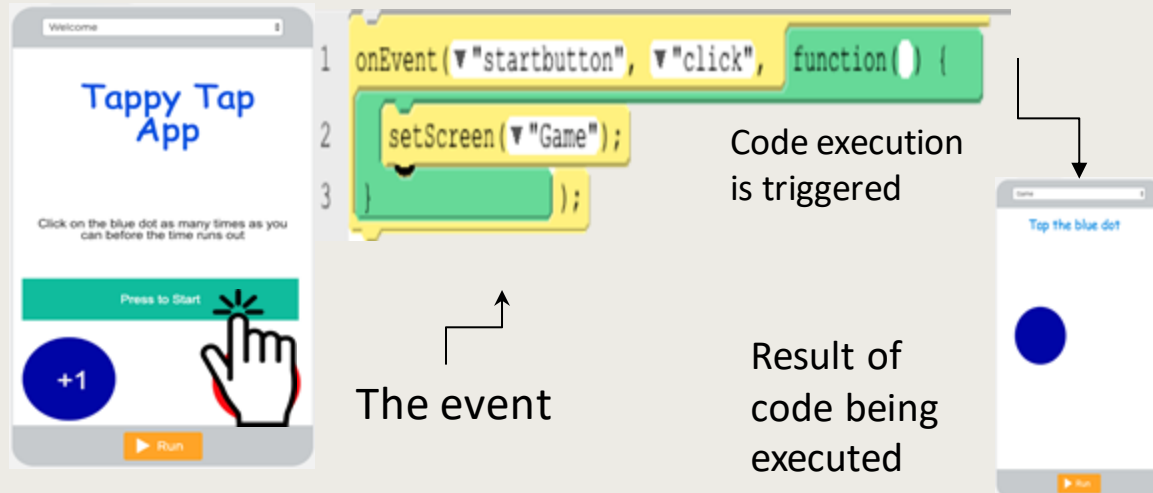 Welcome
Tappy Tap
App
Click on the blue dot as many times as you
can before the time runs out
Press to Start
+1
Run
1 onEvent(▼"startbutton", ▼"click", function() {
2 setScreen(▼"Game");
3 } );
The event
Code execution
is triggered
Result of
code being
executed
Game
Tap the blue dot
Run